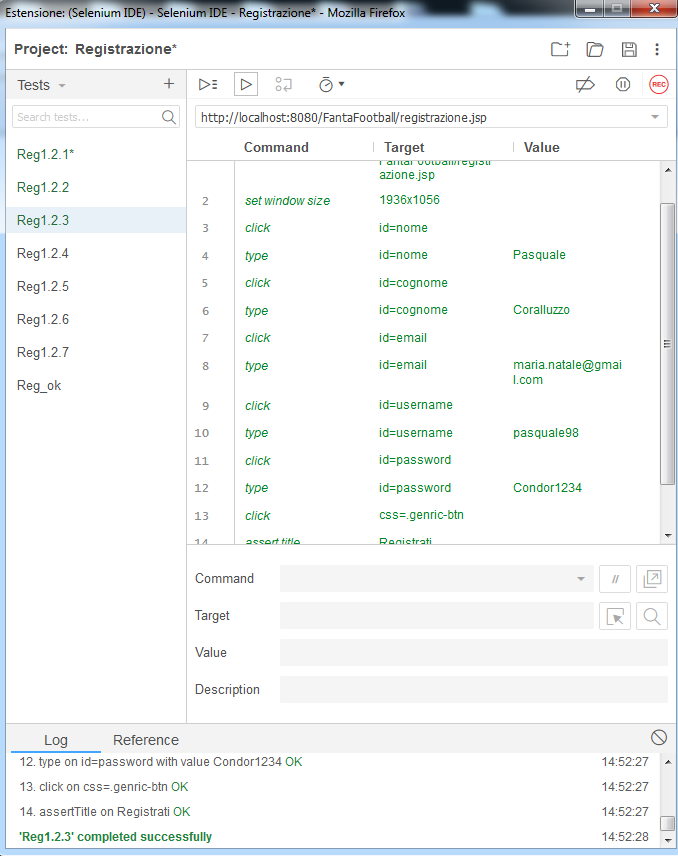 Estensione: (Selenium IDE) - Selenium IDE - Registrazione* - Mozilla Firefox
Project: Registrazione*
Tests
+
REC
Search tests...
http://localhost:8080/FantaFootball/registrazione.jsp
Command Target Value
Reg1.2.1*
Reg1.2.2
Reg1.2.3
Reg1.2.4
Reg1.2.5
Reg1.2.6
Reg1.2.7
Reg_ok
FantaFootball/registr
azione.jsp
2 set window size 1936x1056
3 click id=nome
4 type id=nome Pasquale
5 click id=cognome
6 type id=cognome Coralluzzo
7 click id=email
8 type id=email maria.natale@gmai
l.com
9 click id=username
10 type id=username pasquale98
11 click id=password
12 type id=password Condor1234
13 click css=.genric-btn
14 assert title Registrati
Command //
Target
Value
Description
Log Reference
12. type on id=password with value Condor1234 OK 14:52:27
13. click on css=.genric-btn OK 14:52:27
14. assertTitle on Registrati OK 14:52:27
'Reg1.2.3' completed successfully 14:52:28